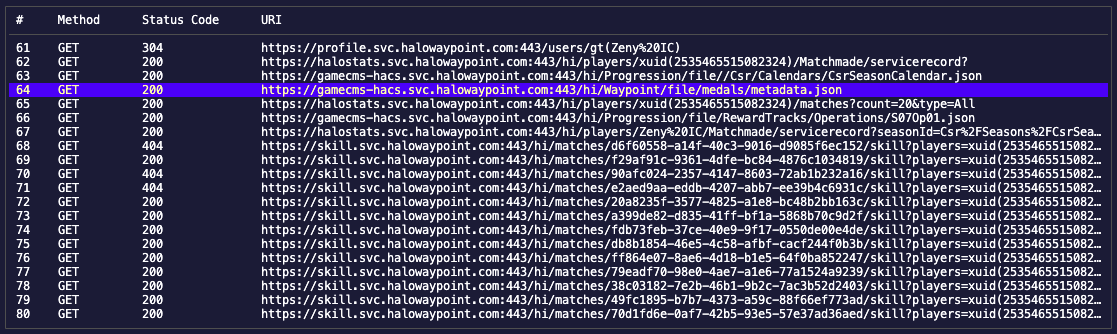 # Method Status Code URI
61 GET 304 https://profile.svc.halowaypoint.com:443/users/gt(Zeny%20IC)
62 GET 200 https://halostats.svc.halowaypoint.com:443/hi/players/xuid(2535465515082324)/Matchmade/servicerecord?
63 GET 200 https://gamecms-hacs.svc.halowaypoint.com:443/hi/Progression/file//Csr/Calendars/CsrSeasonCalendar.json
64 GET 200 https://gamecms-hacs.svc.halowaypoint.com:443/hi/Waypoint/file/medals/metadata.json
65 GET 200 https://halostats.svc.halowaypoint.com:443/hi/players/xuid(2535465515082324)/matches?count=20&type=All
66 GET 200 https://gamecms-hacs.svc.halowaypoint.com:443/hi/Progression/file/RewardTracks/Operations/S07Op01.json
67 GET 200 https://halostats.svc.halowaypoint.com:443/hi/players/Zeny%20IC/Matchmade/servicerecord?seasonId=Csr%2FSeasons%2FCsrSea…
68 GET 404 https://skill.svc.halowaypoint.com:443/hi/matches/d6f60558-a14f-40c3-9016-d9085f6ec152/skill?players=xuid(2535465515082…
69 GET 200 https://skill.svc.halowaypoint.com:443/hi/matches/f29af91c-9361-4dfe-bc84-4876c1034819/skill?players=xuid(2535465515082…
70 GET 404 https://skill.svc.halowaypoint.com:443/hi/matches/90afc024-2357-4147-8603-72ab1b232a16/skill?players=xuid(2535465515082…
71 GET 404 https://skill.svc.halowaypoint.com:443/hi/matches/e2aed9aa-eddb-4207-abb7-ee39b4c6931c/skill?players=xuid(2535465515082…
72 GET 200 https://skill.svc.halowaypoint.com:443/hi/matches/20a8235f-3577-4825-a1e8-bc48b2bb163c/skill?players=xuid(2535465515082…
73 GET 200 https://skill.svc.halowaypoint.com:443/hi/matches/a399de82-d835-41ff-bf1a-5868b70c9d2f/skill?players=xuid(2535465515082…
74 GET 200 https://skill.svc.halowaypoint.com:443/hi/matches/fdb73feb-37ce-40e9-9f17-0550de00e4de/skill?players=xuid(2535465515082…
75 GET 200 https://skill.svc.halowaypoint.com:443/hi/matches/db8b1854-46e5-4c58-afbf-cacf244f0b3b/skill?players=xuid(2535465515082…
76 GET 200 https://skill.svc.halowaypoint.com:443/hi/matches/ff864e07-8ae6-4d18-b1e5-64f0ba852247/skill?players=xuid(2535465515082…
77 GET 200 https://skill.svc.halowaypoint.com:443/hi/matches/79eadf70-98e0-4ae7-a1e6-77a1524a9239/skill?players=xuid(2535465515082…
78 GET 200 https://skill.svc.halowaypoint.com:443/hi/matches/38c03182-7e2b-46b1-9b2c-7ac3b52d2403/skill?players=xuid(2535465515082…
79 GET 200 https://skill.svc.halowaypoint.com:443/hi/matches/49fc1895-b7b7-4373-a59c-88f66ef773ad/skill?players=xuid(2535465515082…
80 GET 200 https://skill.svc.halowaypoint.com:443/hi/matches/70d1fd6e-0af7-42b5-93e5-57e37ad36aed/skill?players=xuid(2535465515082…